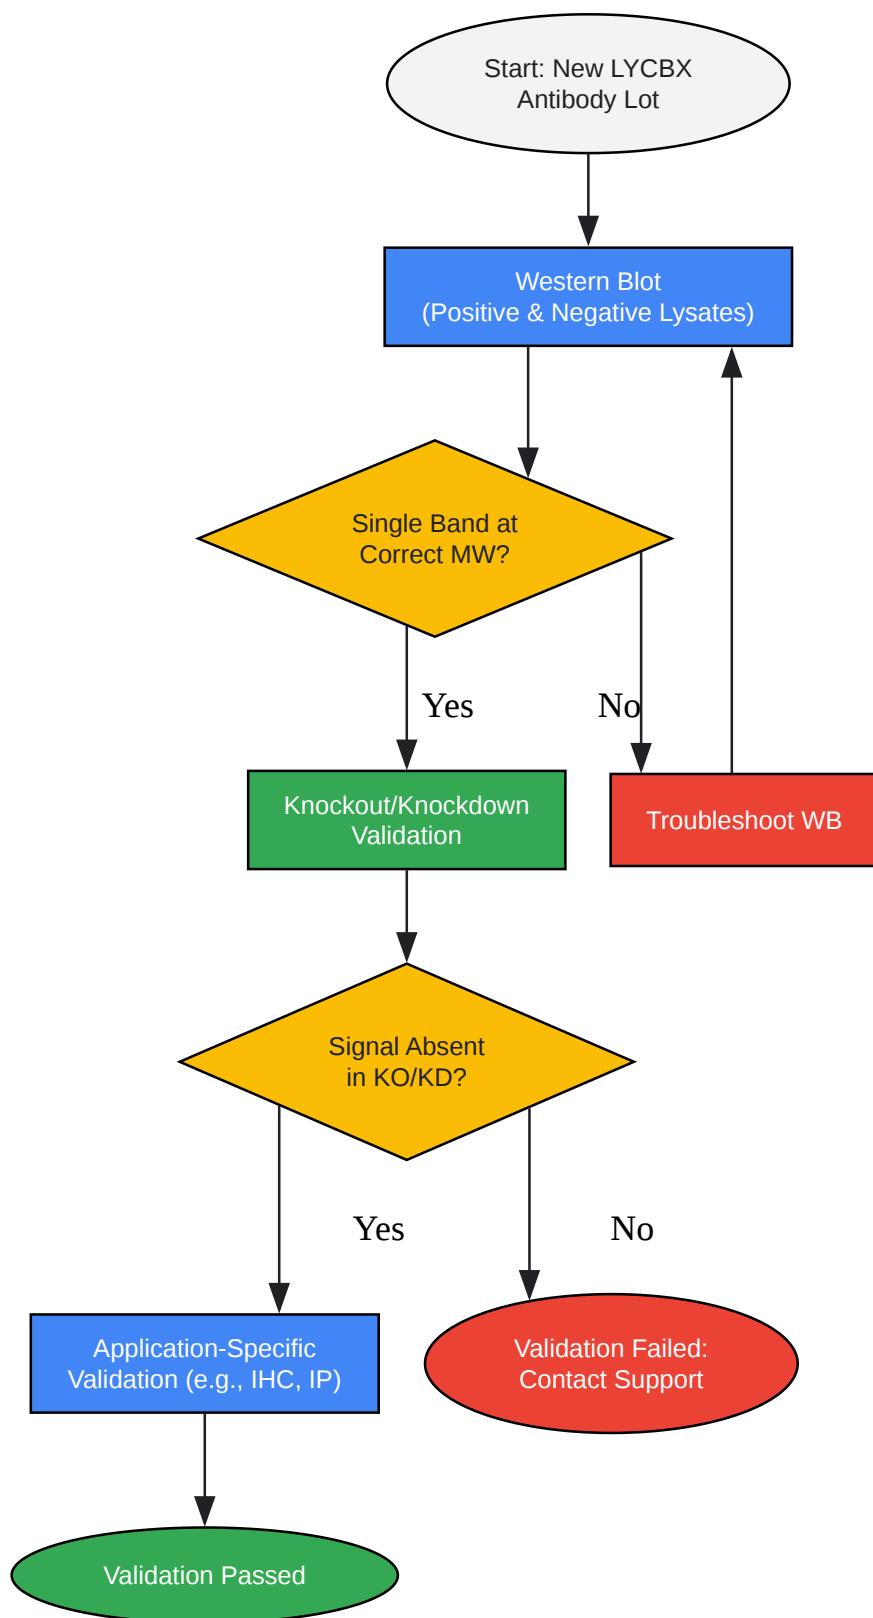 Start: New LYCBX
Antibody Lot
Western Blot
(Positive & Negative Lysates)
Single Band at
Correct MW?
Yes
No
Knockout/Knockdown
Validation
Troubleshoot WB
Signal Absent
in KO/KD?
Yes
No
Application-Specific
Validation (e.g., IHC, IP)
Validation Failed:
Contact Support
Validation Passed